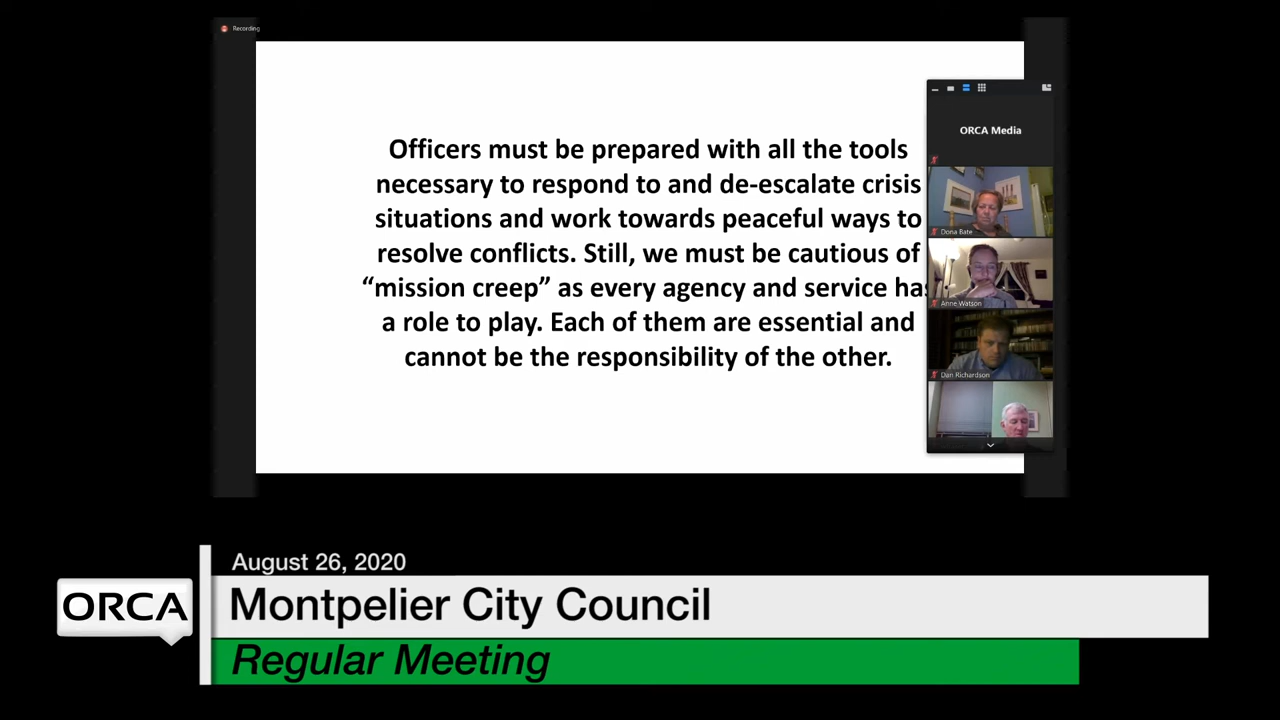 Recording
Officers must be prepared with all the tools
necessary to respond to and de-escalate crisis
situations and work towards peaceful ways to
resolve conflicts. Still, we must be cautious of
“mission creep” as every agency and service has
a role to play. Each of them are essential and
cannot be the responsibility of the other.
ORCA Media
Dona Bate
Anne Watson
Dan Richardson
August 26, 2020
ORCA
Montpelier City Council
Regular Meeting